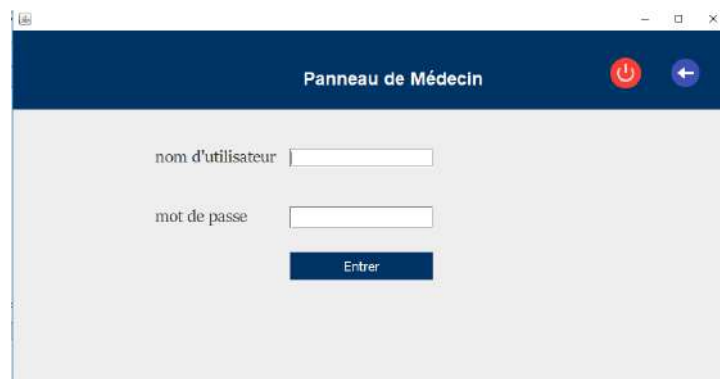 Panneau de Médecin
nom d'utilisateur
mot de passe
Entrer